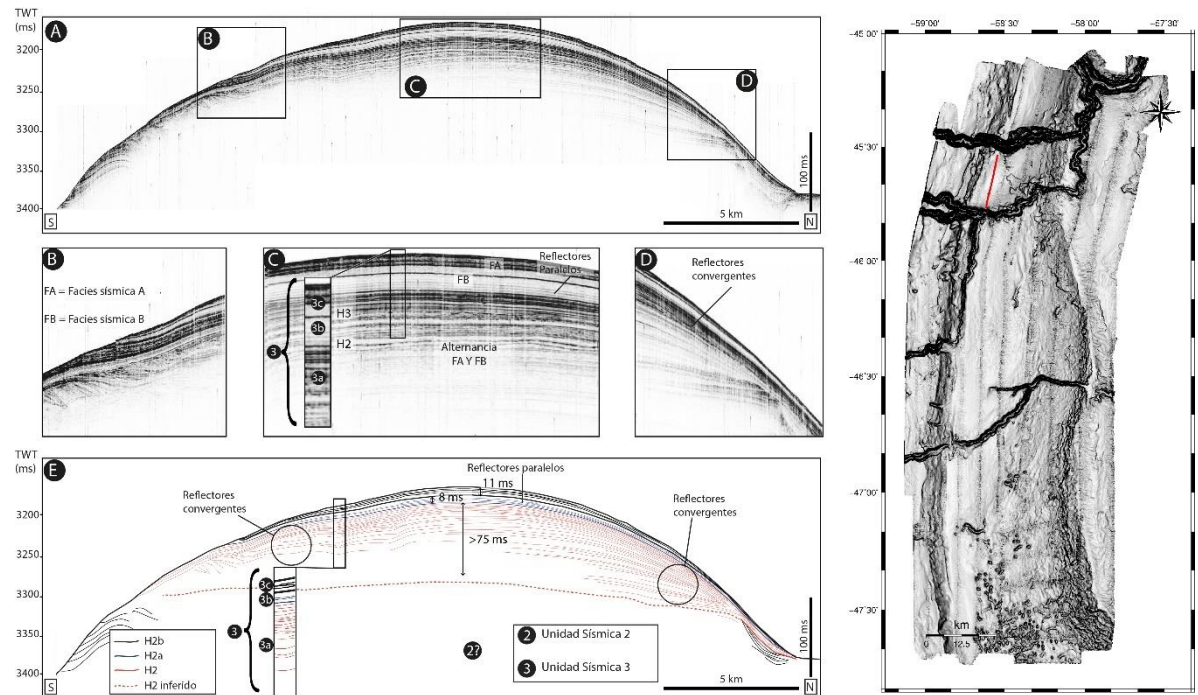 TWT
(ms)
A
B
C
D
3200
3250
3300
3350
3400
S
N
100 ms
5 km
B
FA = Facies sísmica A
FB = Facies sísmica B
C
FA
FB
Reflectores
Paralelos
3c
H3
3b
H2
3
3a
Alternancia
FA Y FB
D
Reflectores
convergentes
TWT
(ms)
E
Reflectores paralelos
11 ms
8 ms
>75 ms
Reflectores
convergentes
Reflectores
convergentes
3200
3250
3300
3350
3400
3c
3b
3
3a
H2b
H2a
H2
H2 inferido
2?
2 Unidad Sísmica 2
3 Unidad Sísmica 3
100 ms
5 km
S
N
-59°00' -58°30' -58°00' -57°30'
-45°00'
-45°30'
-46°00'
-46°30'
-47°00'
-47°30'
km
0 12.5